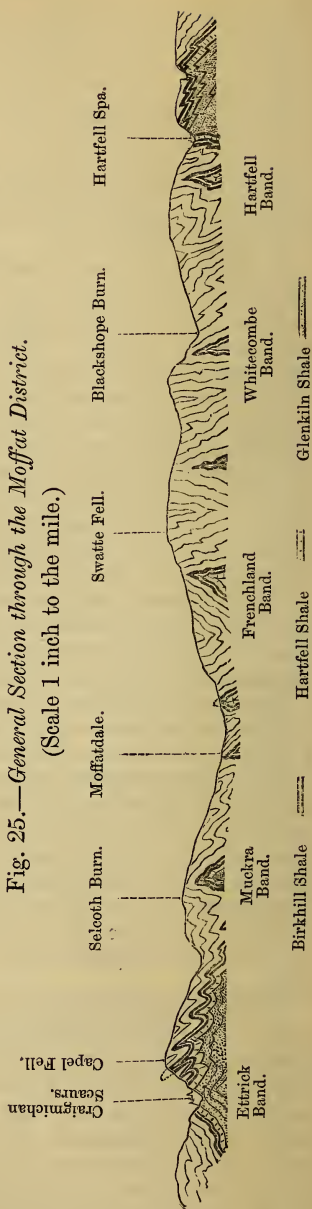 Fig. 25.—General Section through the Moffat District.
(Scale 1 inch to the mile.)
Craigmichan
Scaurs.
Capel Fell.
Selcoth Burn.
Moffatdale.
Swatte Fell.
Blackshope Burn.
Hartfell Spa.
Ettrick
Band.
Muckra
Band.
Frenchland
Band.
Whitecombe
Band.
Hartfell
Band.
Birkhill Shale
Hartfell Shale
Glenkiln Shale